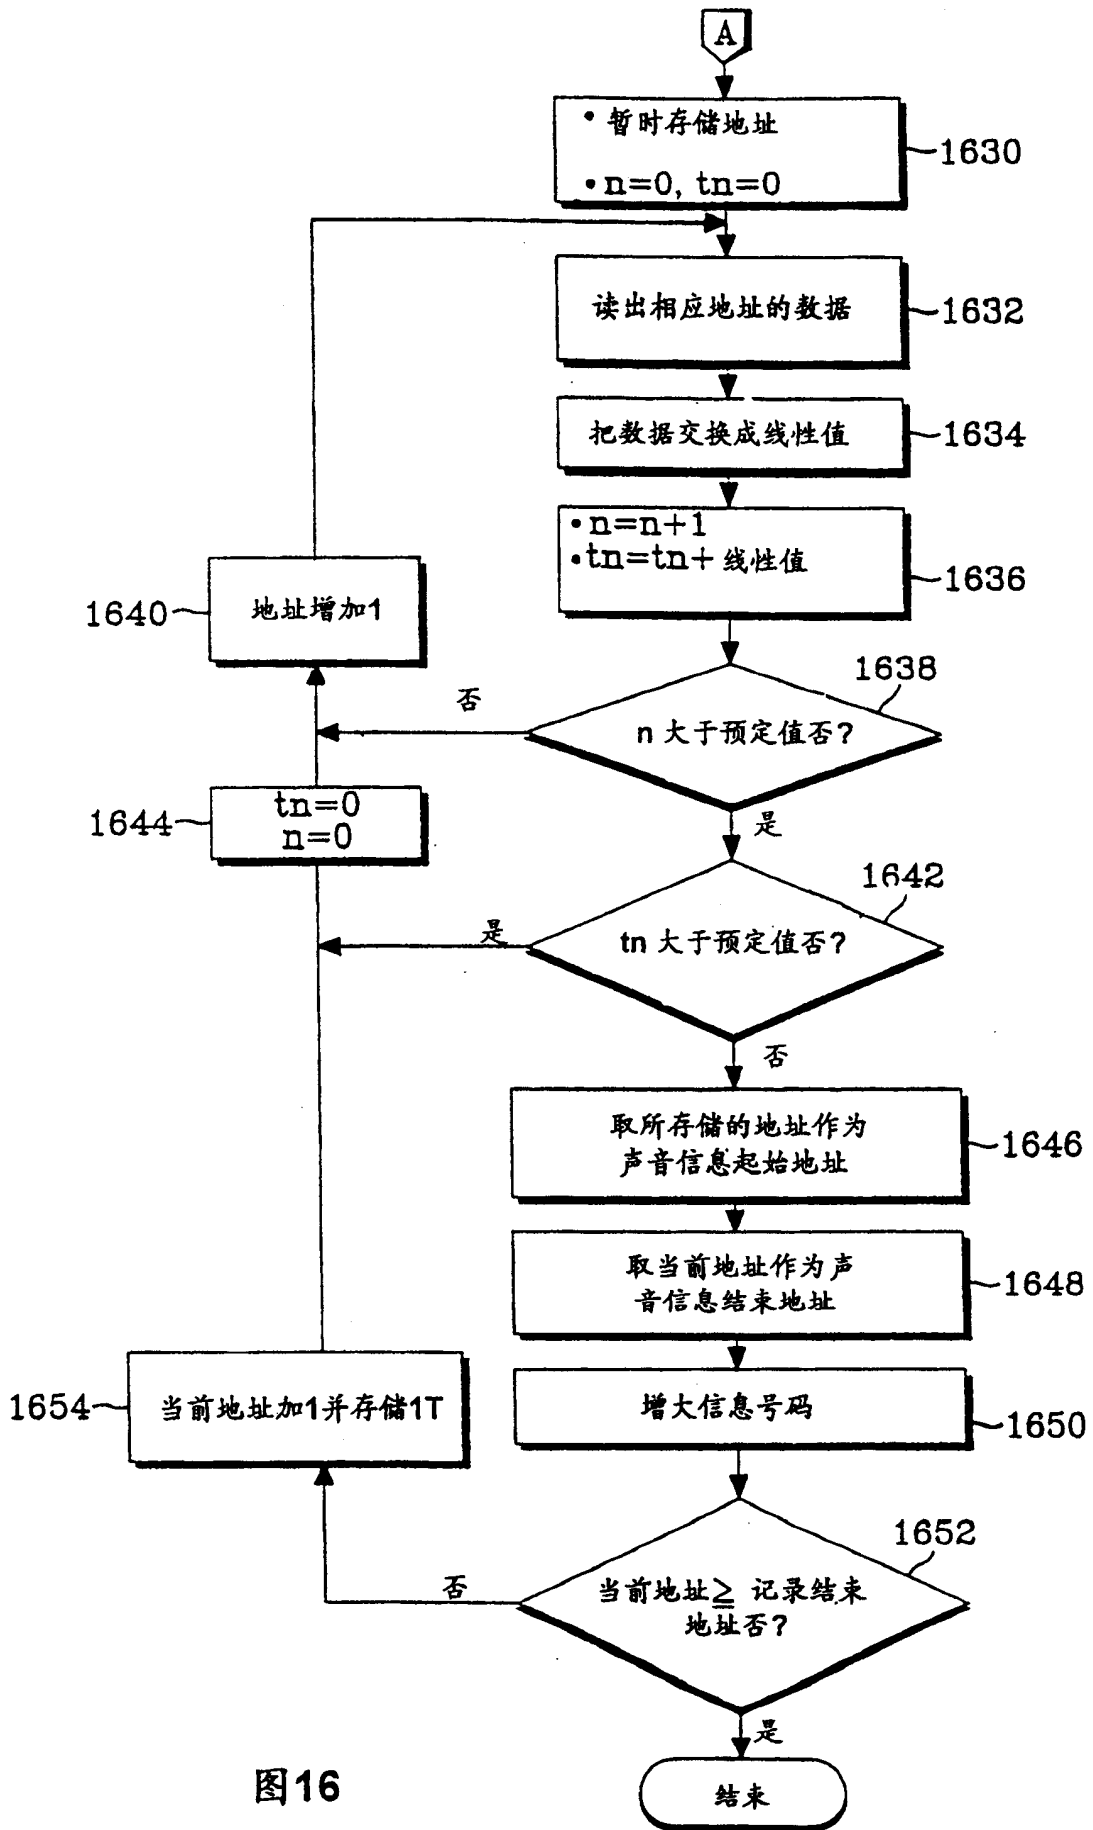 A
• 暂时存储地址
• n=0, tn=0
1630
读出相应地址的数据
1632
把数据交换成线性值
1634
• n=n+1
• tn=tn+ 线性值
1636
地址增加1
1640
1638
n 大于预定值否?
否
是
tn=0
n=0
1644
1642
tn 大于预定值否?
是
否
取所存储的地址作为
声音信息起始地址
1646
取当前地址作为声
音信息结束地址
1648
增大信息号码
1650
当前地址加1并存储1T
1654
1652
当前地址≧ 记录结束
地址否?
否
是
结束
图16